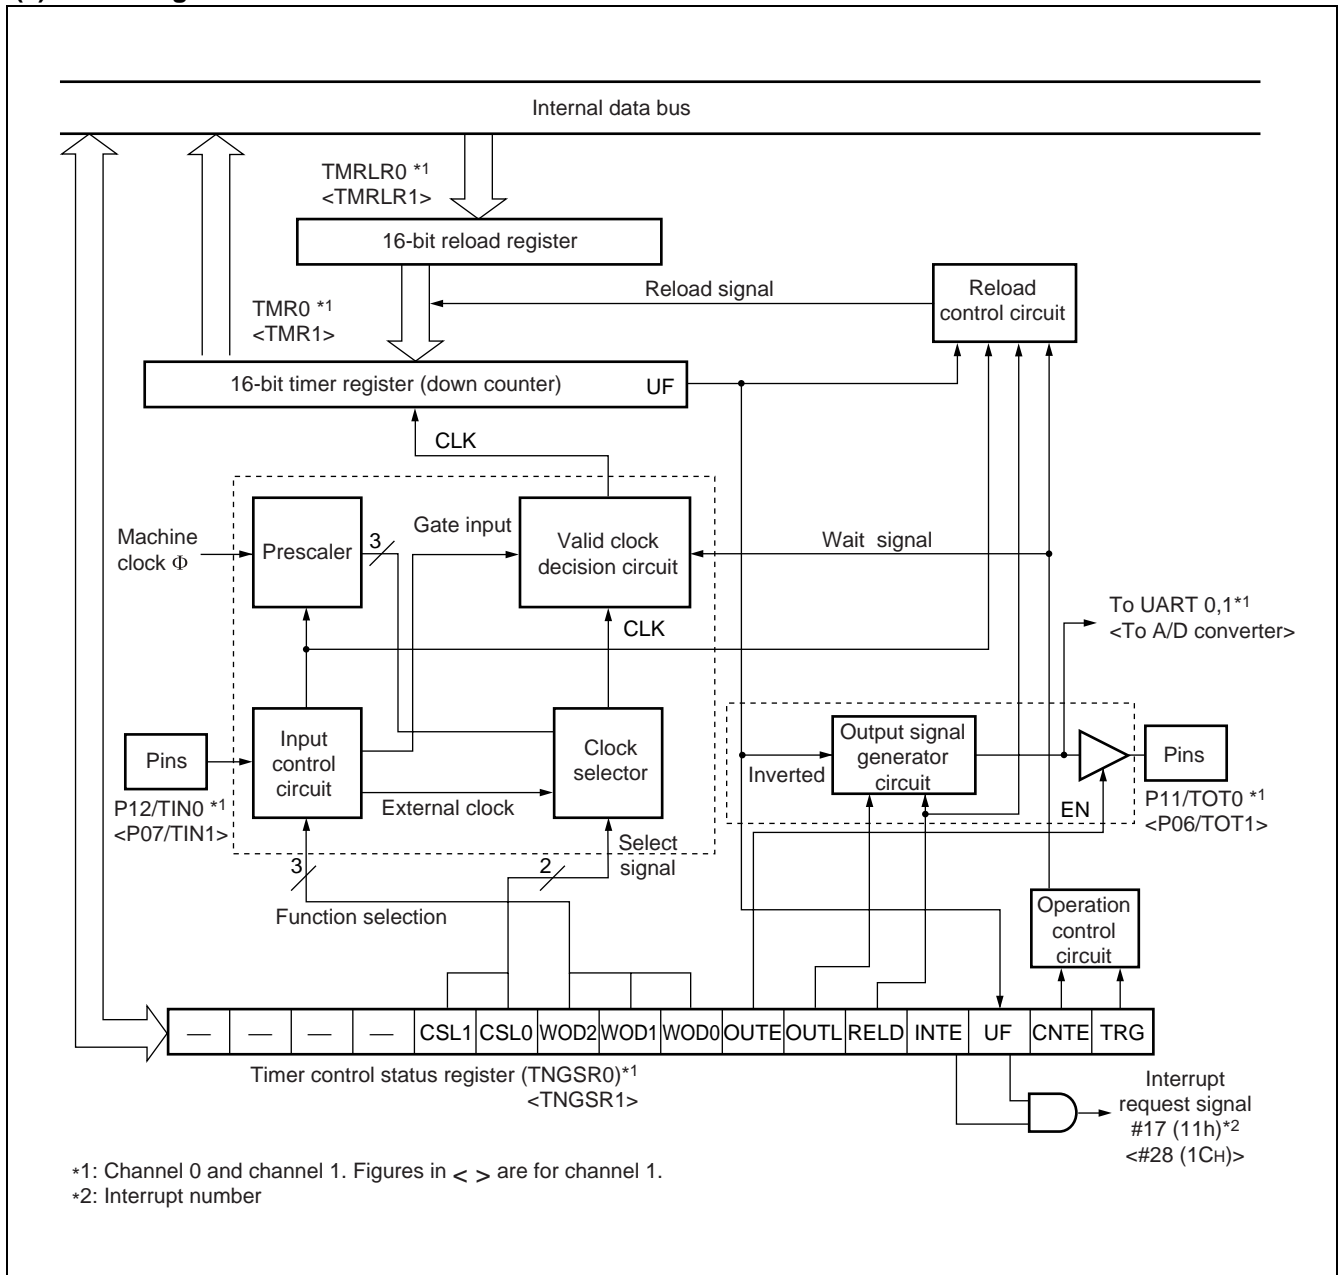 Internal data bus
TMRLR0 *1
<TMRLR1>
16-bit reload register
Reload signal
Reload
control circuit
TMR0 *1
<TMR1>
16-bit timer register (down counter)
UF
CLK
Machine
clock Φ
Prescaler
3
Gate input
Valid clock
decision circuit
Wait signal
To UART 0,1*1
<To A/D converter>
CLK
Pins
P12/TIN0 *1
<P07/TIN1>
Input
control
circuit
External clock
Clock
selector
Inverted
Output signal
generator
circuit
EN
Pins
P11/TOT0 *1
<P06/TOT1>
3
Function selection
2
Select
signal
Operation
control
circuit
— — — — CSL1 CSL0 WOD2 WOD1 WOD0 OUTE OUTL RELD INTE UF CNTE TRG
Timer control status register (TNGSR0)*1
<TNGSR1>
Interrupt
request signal
#17 (11h)*2
<#28 (1CH)>
*1: Channel 0 and channel 1. Figures in < > are for channel 1.
*2: Interrupt number